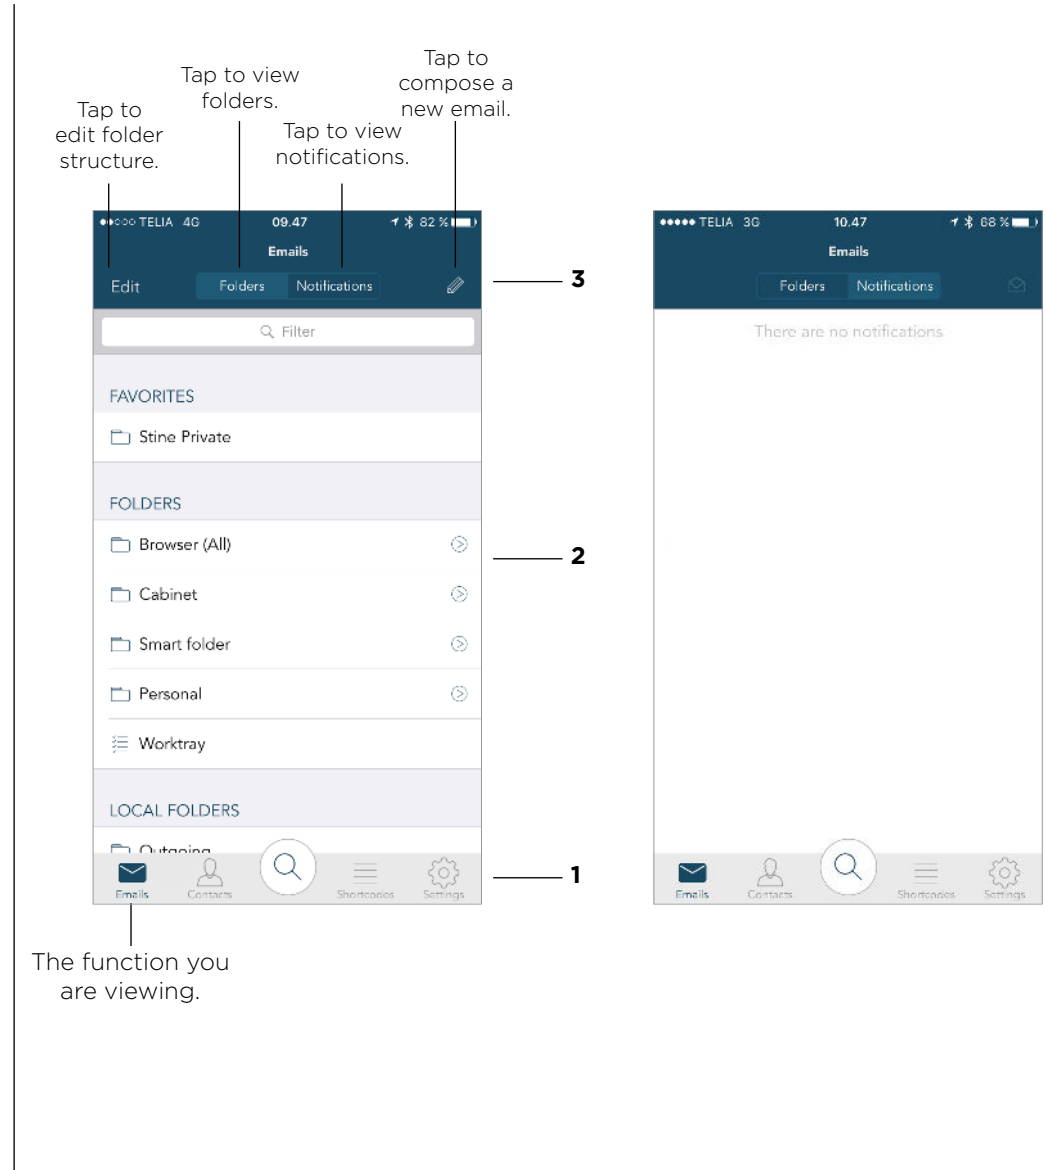 Tap to
compose a
new email.
Tap to view
folders.
Tap to
edit folder
structure.
Tap to view
notifications.
TELIA 4G 09.47 82 %
Emails
Edit Folders Notifications
3
Filter
FAVORITES
Stine Private
FOLDERS
Browser (All)
2
Cabinet
Smart folder
Personal
Worktray
LOCAL FOLDERS
Outgoing
Emails Contacts Shortcodes Settings
1
The function you
are viewing.
TELIA 3G 10.47 68 %
Emails
Folders Notifications
There are no notifications
Emails Contacts Shortcodes Settings